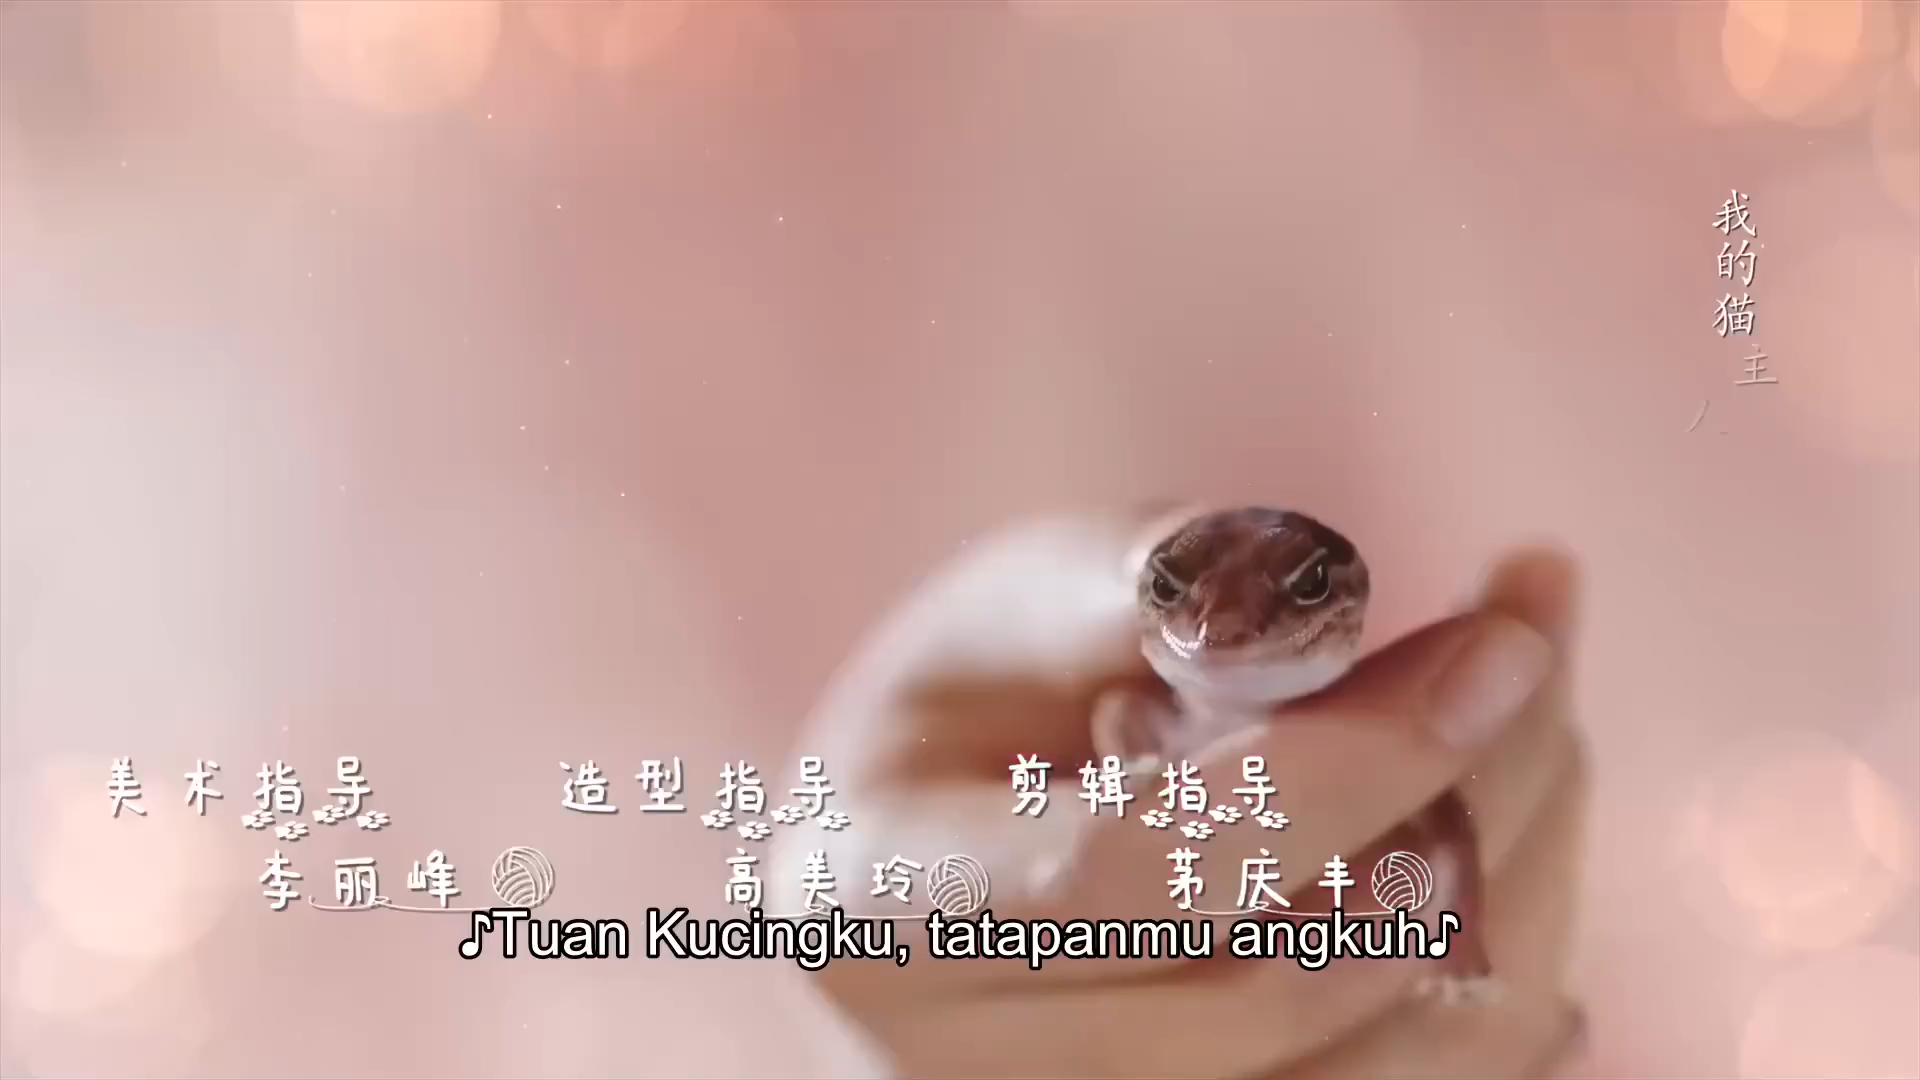 我的猫主
美术指导 造型指导 剪辑指导
李丽峰 高美玲 茅庆丰
♪Tuan Kucingku, tatapanmu angkuh♪